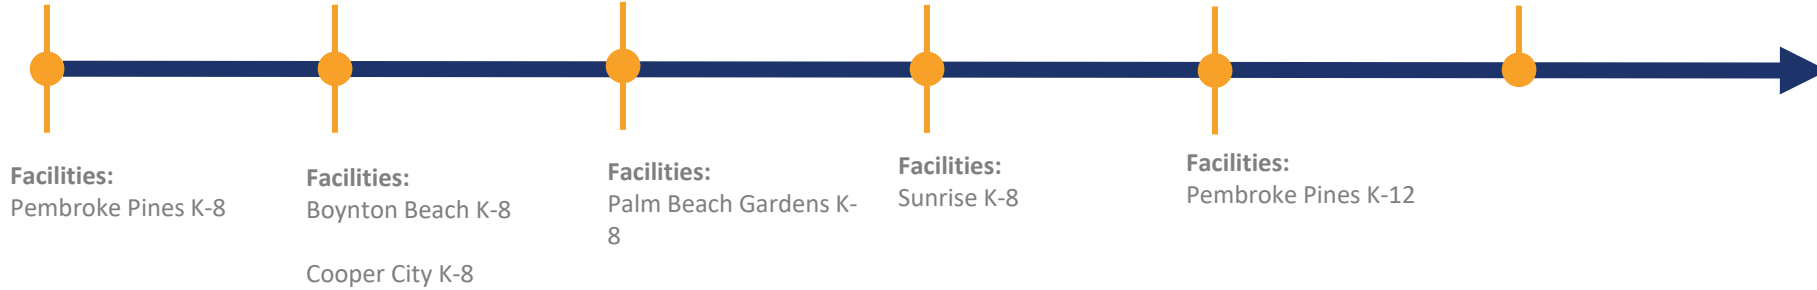 Facilities:
Pembroke Pines K-8
Facilities:
Boynton Beach K-8
Cooper City K-8
Facilities:
Palm Beach Gardens K-
8
Facilities:
Sunrise K-8
Facilities:
Pembroke Pines K-12